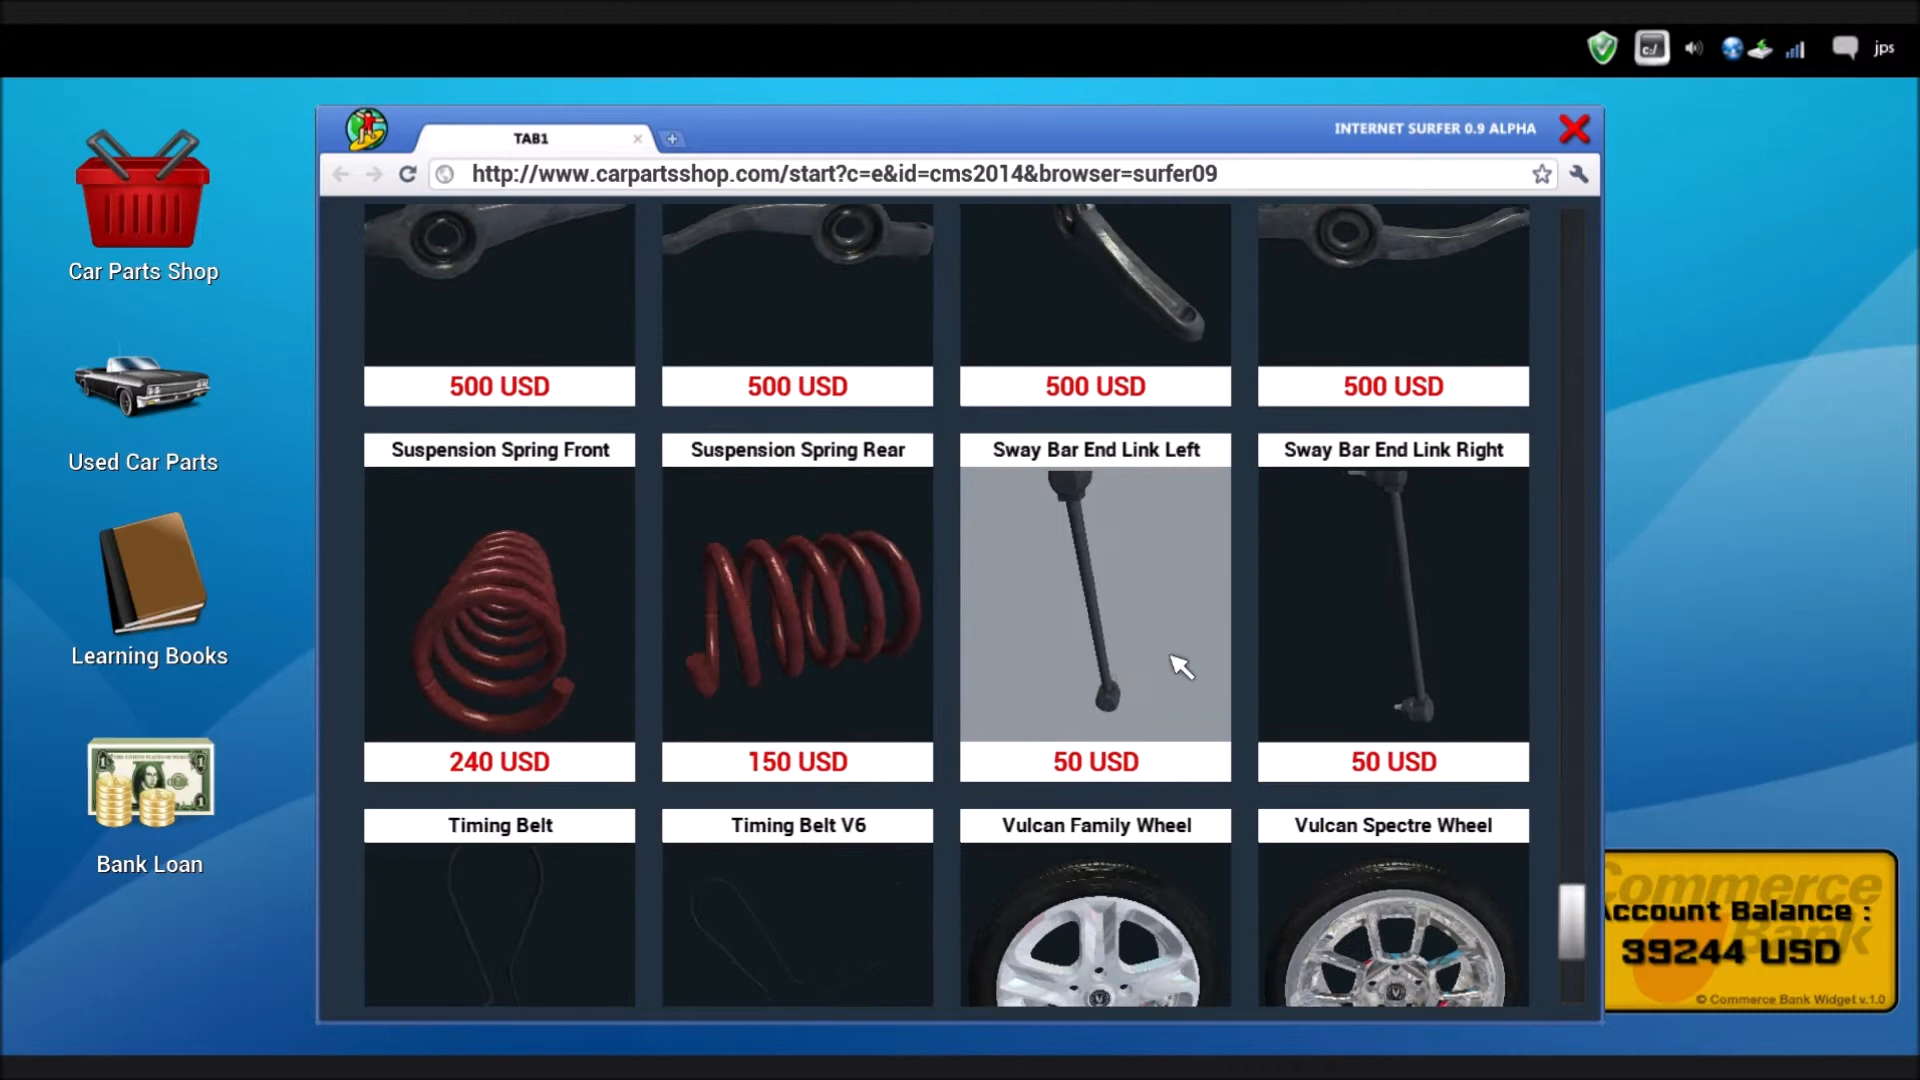 c:/
jps
TAB1
INTERNET SURFER 0.9 ALPHA
http://www.carpartsshop.com/start?c=e&id=cms2014&browser=surfer09
Car Parts Shop
Used Car Parts
Learning Books
Bank Loan
500 USD
500 USD
500 USD
500 USD
Suspension Spring Front
Suspension Spring Rear
Sway Bar End Link Left
Sway Bar End Link Right
240 USD
150 USD
50 USD
50 USD
Timing Belt
Timing Belt V6
Vulcan Family Wheel
Vulcan Spectre Wheel
Commerce
Bank
Account Balance :
39244 USD
© Commerce Bank Widget v.1.0